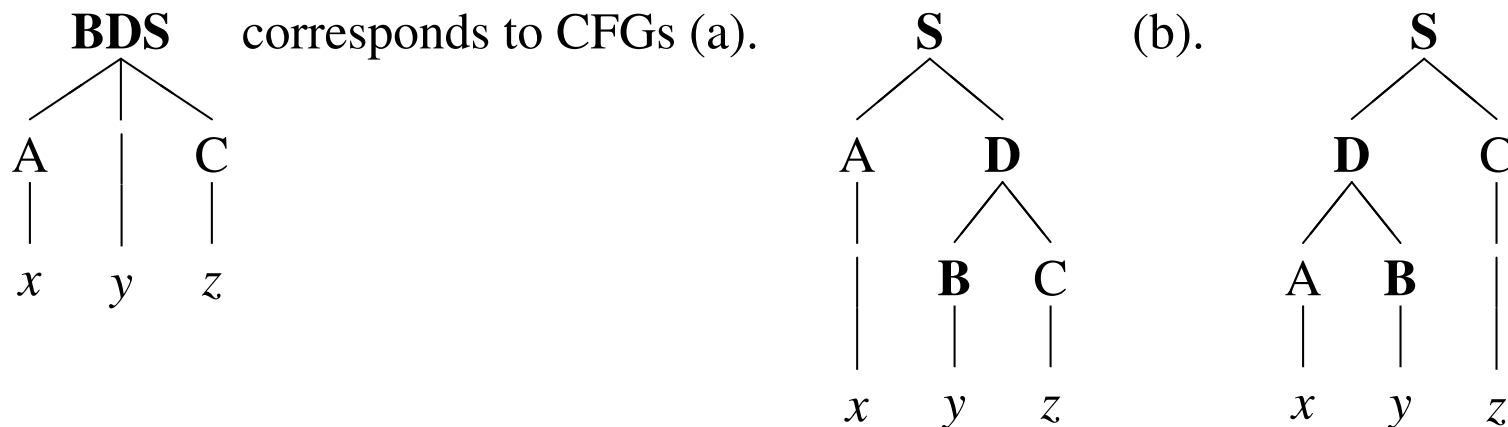 BDS corresponds to CFGs (a). S (b). S
A C A D D C
B C A B
x y z
x y z x y z